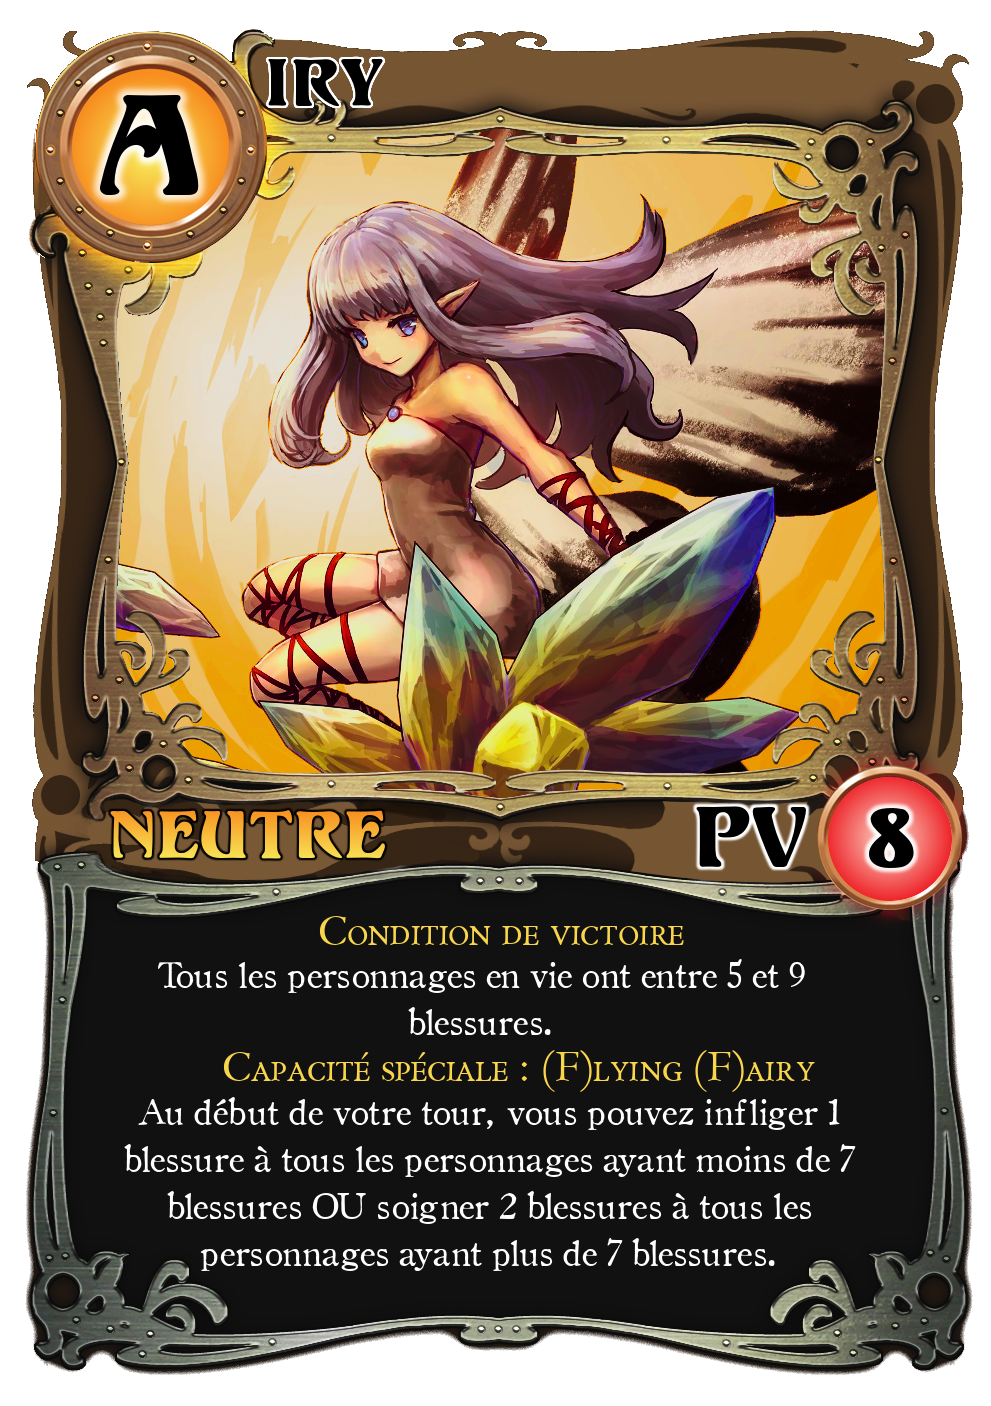 A IRY
NEUTRE PV 8
Condition de victoire
Tous les personnages en vie ont entre 5 et 9
blessures.
Capacité spéciale : (F)lying (F)airy
Au début de votre tour, vous pouvez infliger 1
blessure à tous les personnages ayant moins de 7
blessures OU soigner 2 blessures à tous les
personnages ayant plus de 7 blessures.